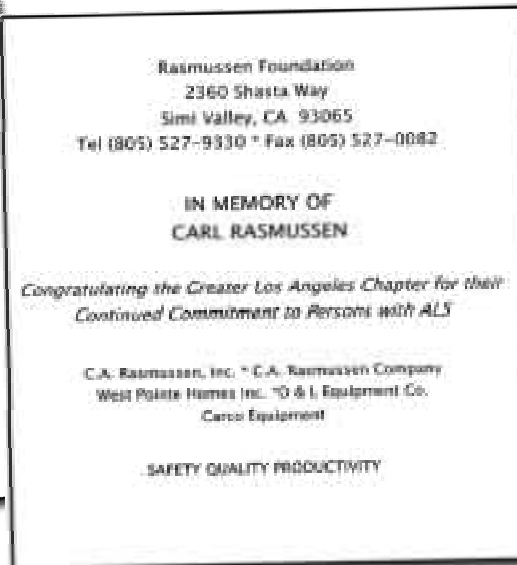 Rasmussen Foundation
2360 Shasta Way
Simi Valley, CA 93065
Tel (805) 527-9330 * Fax (805) 527-0082
IN MEMORY OF
CARL RASMUSSEN
Congratulating the Greater Los Angeles Chapter for their
Continued Commitment to Persons with ALS
C.A. Rasmussen, Inc. * C.A. Rasmussen Company
West Pointe Homes Inc. *D & L Equipment Co.
Carco Equipment
SAFETY QUALITY PRODUCTIVITY